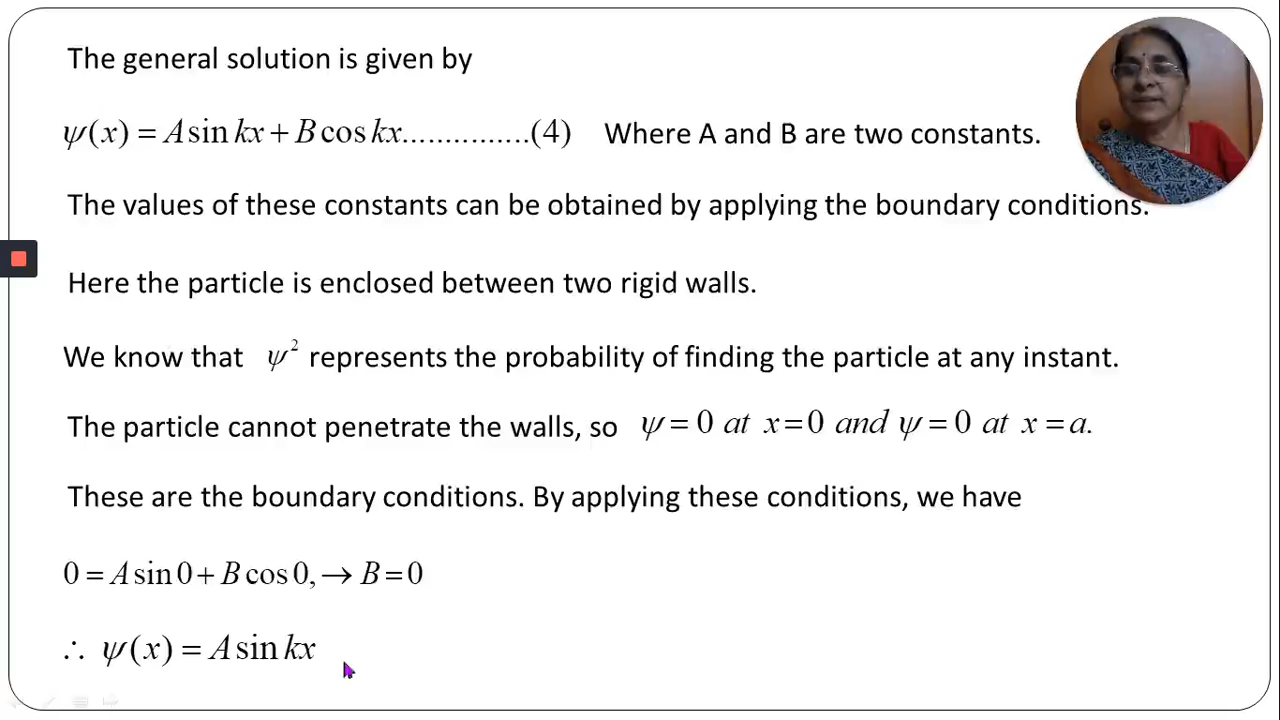 The general solution is given by
ψ(x) = A sin kx + B cos kx...............(4) Where A and B are two constants.
The values of these constants can be obtained by applying the boundary conditions.
Here the particle is enclosed between two rigid walls.
We know that ψ² represents the probability of finding the particle at any instant.
The particle cannot penetrate the walls, so ψ = 0 at x = 0 and ψ = 0 at x = a.
These are the boundary conditions. By applying these conditions, we have
0 = A sin 0 + B cos 0, → B = 0
∴ ψ(x) = A sin kx